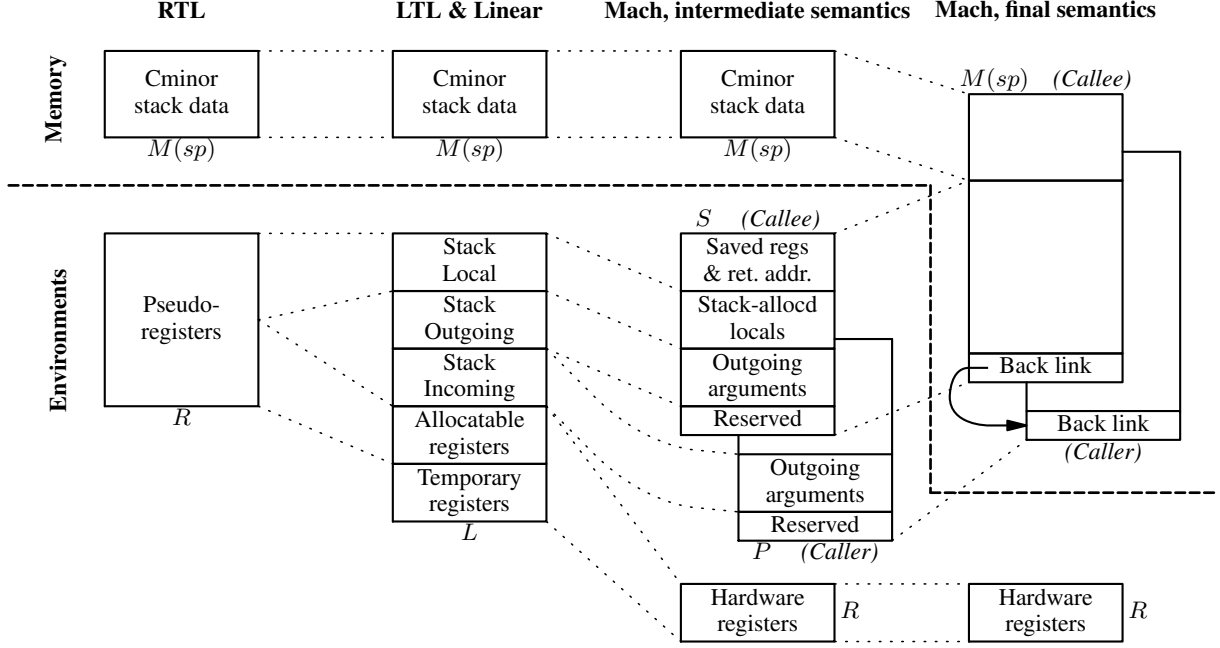 RTL
LTL & Linear
Mach, intermediate semantics
Mach, final semantics
Memory
Cminor
stack data
M(sp)
Cminor
stack data
M(sp)
Cminor
stack data
M(sp)
M(sp) (Callee)
Environments
Pseudo-
registers
R
Stack
Local
Stack
Outgoing
Stack
Incoming
Allocatable
registers
Temporary
registers
L
S (Callee)
Saved regs
& ret. addr.
Stack-allocd
locals
Outgoing
arguments
Reserved
Outgoing
arguments
Reserved
P (Caller)
Hardware
registers
R
Back link
Back link
(Caller)
Hardware
registers
R